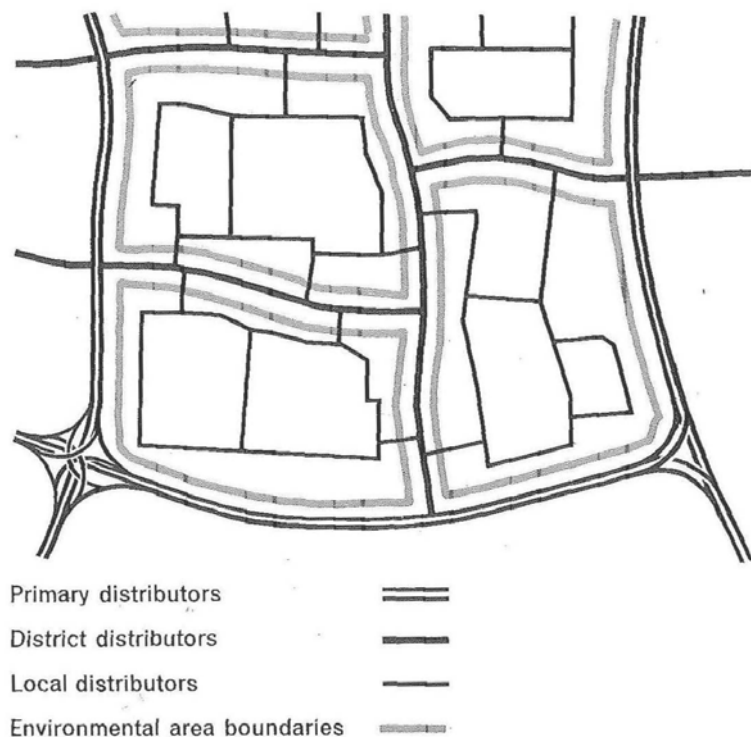 Primary distributors
District distributors
Local distributors
Environmental area boundaries